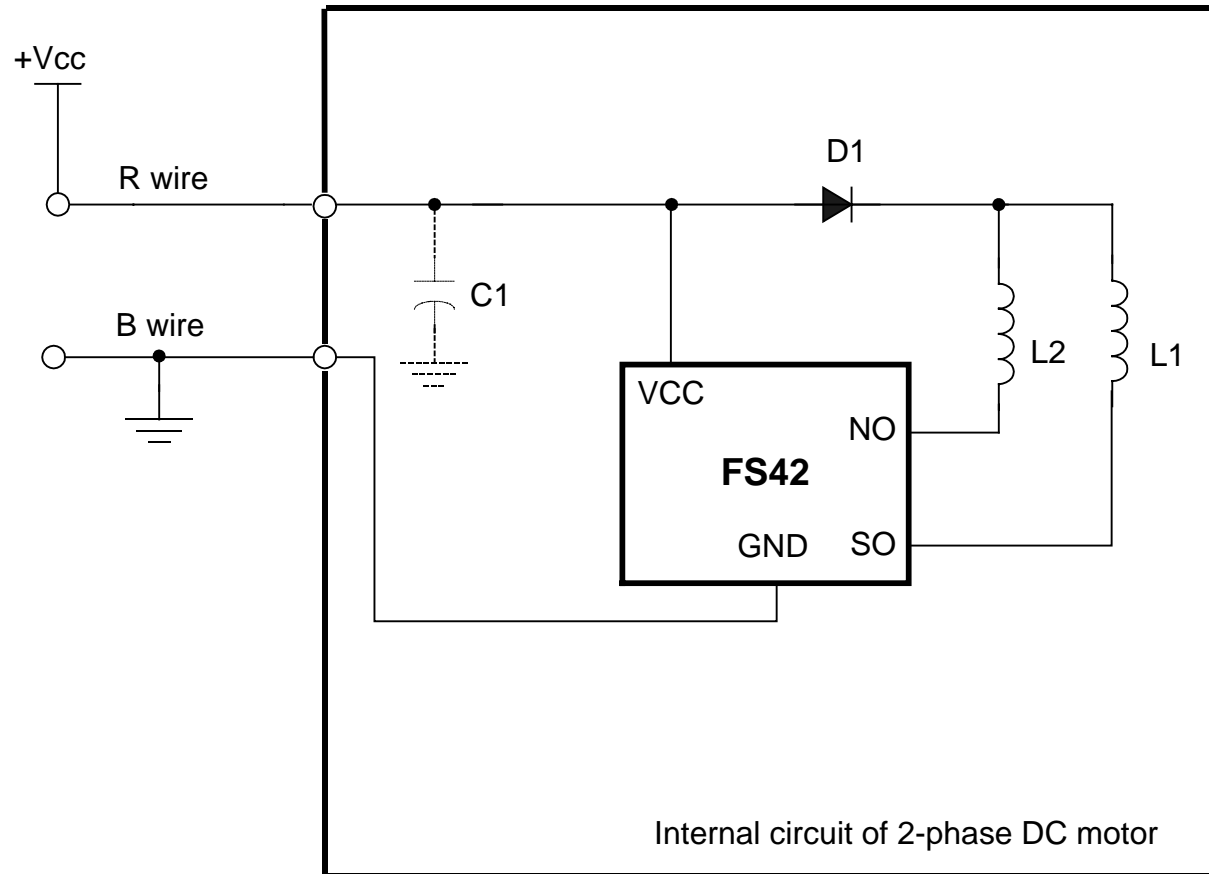 +Vcc
D1
R wire
C1
B wire
L2
L1
VCC
NO
FS42
GND
SO
Internal circuit of 2-phase DC motor